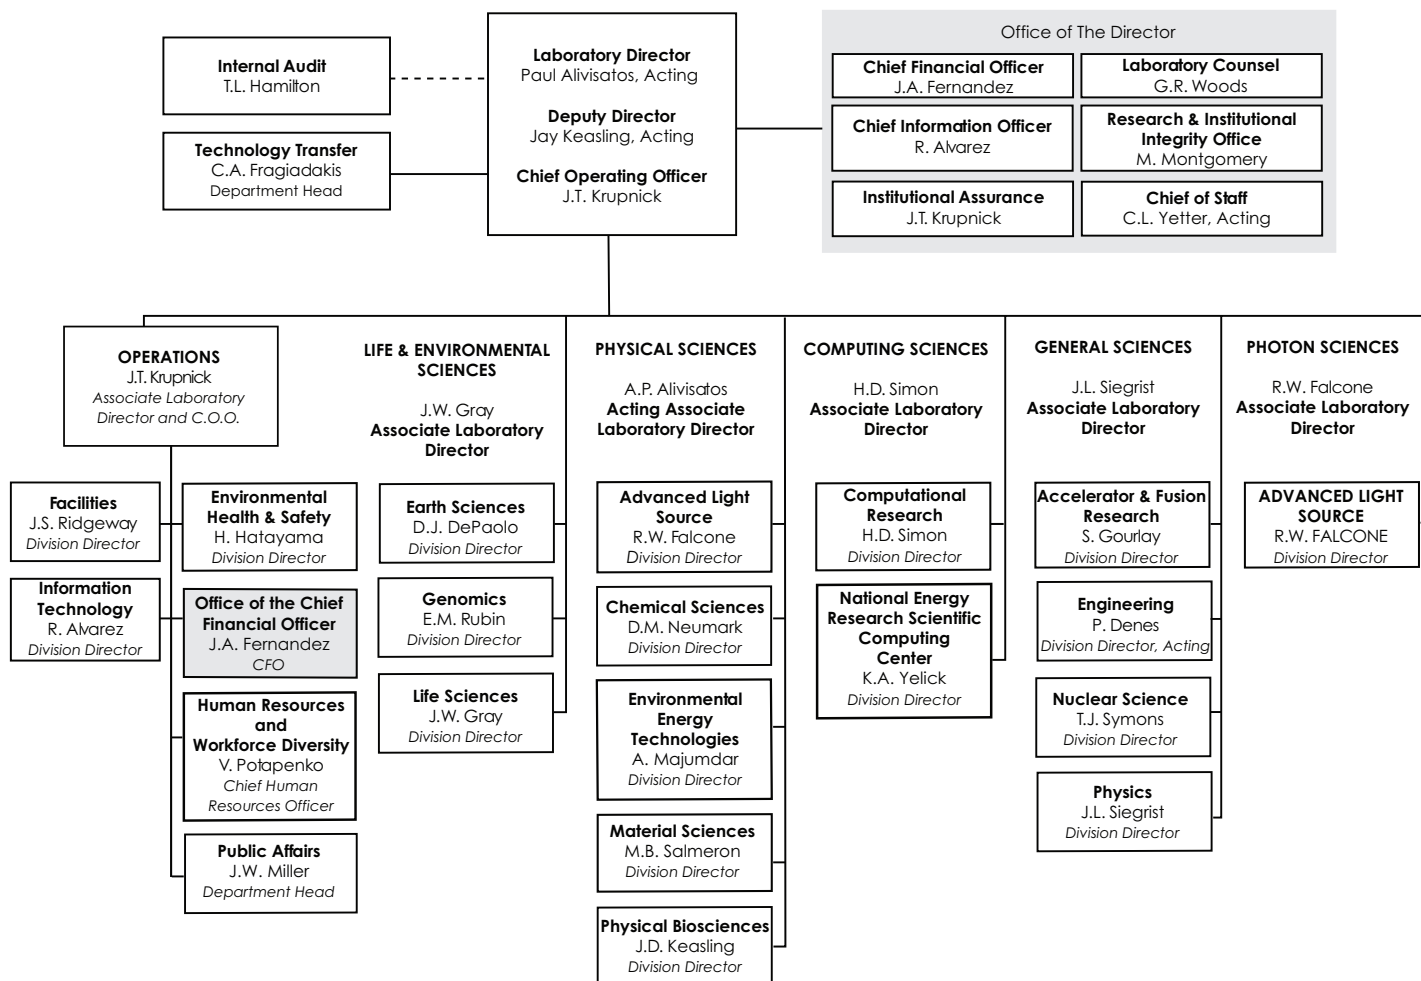 Internal Audit
T.L. Hamilton
Technology Transfer
C.A. Fragiadakis
Department Head
Laboratory Director
Paul Alivisatos, Acting
Deputy Director
Jay Keasling, Acting
Chief Operating Officer
J.T. Krupnick
Office of The Director
Chief Financial Officer
J.A. Fernandez
Laboratory Counsel
G.R. Woods
Chief Information Officer
R. Alvarez
Research & Institutional
Integrity Office
M. Montgomery
Institutional Assurance
J.T. Krupnick
Chief of Staff
C.L. Yetter, Acting
OPERATIONS
J.T. Krupnick
Associate Laboratory
Director and C.O.O.
Facilities
J.S. Ridgeway
Division Director
Environmental
Health & Safety
H. Hatayama
Division Director
Information
Technology
R. Alvarez
Division Director
Office of the Chief
Financial Officer
J.A. Fernandez
CFO
Human Resources
and
Workforce Diversity
V. Potapenko
Chief Human
Resources Officer
Public Affairs
J.W. Miller
Department Head
LIFE & ENVIRONMENTAL
SCIENCES
J.W. Gray
Associate Laboratory
Director
Earth Sciences
D.J. DePaolo
Division Director
Genomics
E.M. Rubin
Division Director
Life Sciences
J.W. Gray
Division Director
PHYSICAL SCIENCES
A.P. Alivisatos
Acting Associate
Laboratory Director
Advanced Light
Source
R.W. Falcone
Division Director
Chemical Sciences
D.M. Neumark
Division Director
Environmental
Energy
Technologies
A. Majumdar
Division Director
Material Sciences
M.B. Salmeron
Division Director
Physical Biosciences
J.D. Keasling
Division Director
COMPUTING SCIENCES
H.D. Simon
Associate Laboratory
Director
Computational
Research
H.D. Simon
Division Director
National Energy
Research Scientific
Computing
Center
K.A. Yelick
Division Director
GENERAL SCIENCES
J.L. Siegrist
Associate Laboratory
Director
Accelerator & Fusion
Research
S. Gourlay
Division Director
Engineering
P. Denes
Division Director, Acting
Nuclear Science
T.J. Symons
Division Director
Physics
J.L. Siegrist
Division Director
PHOTON SCIENCES
R.W. Falcone
Associate Laboratory
Director
ADVANCED LIGHT
SOURCE
R.W. FALCONE
Division Director